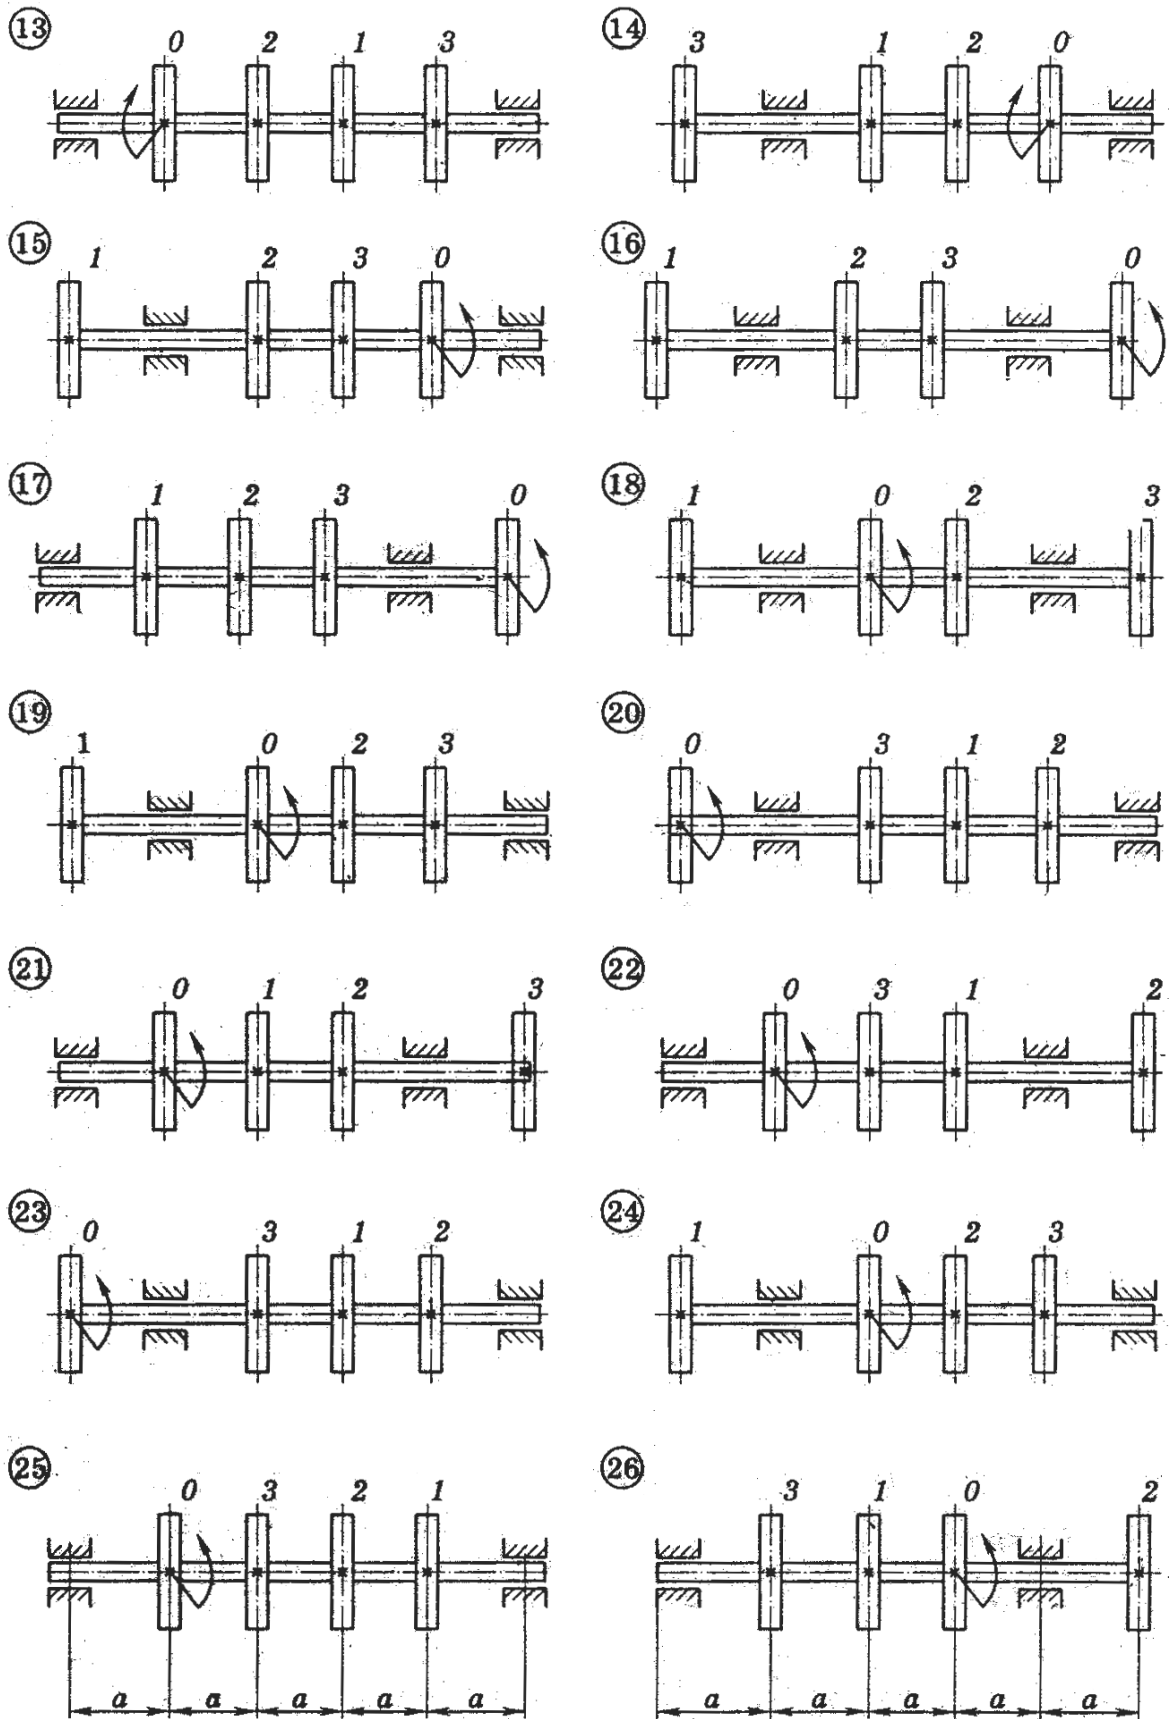 13 14
0 2 1 3 3 1 2 0
15 16
1 2 3 0 1 2 3 0
17 18
1 2 3 0 1 0 2 3
19 20
1 0 2 3 0 3 1 2
21 22
0 1 2 3 0 3 1 2
23 24
0 3 1 2 1 0 2 3
25 26
0 3 2 1 3 1 0 2
a a a a a a a a a a